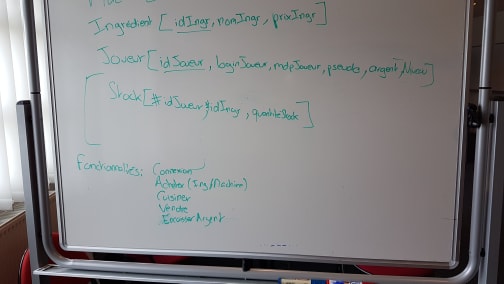 Ingrédient [idIngr, nomIngr, prixIngr]
Joueur [idJoueur, loginJoueur, mdpJoueur, pseudo, argent, Niveau]
Stock [#idJoueur, #idIngr, quantiteStock]
Fonctionnalités: Connexion
Acheter (Ing/Machine)
Cuisiner
Vendre
Encaisser Argent